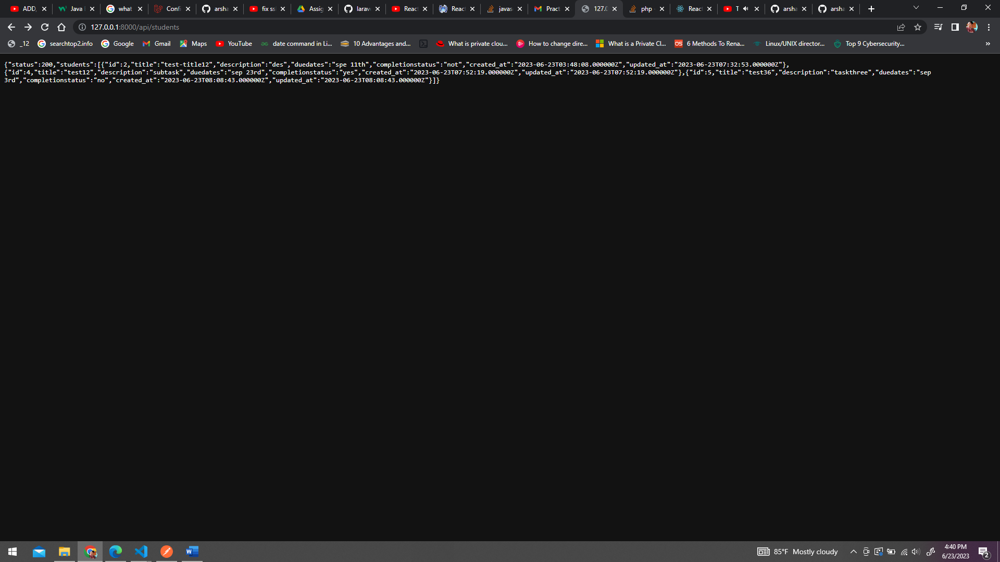 ADD, Java what Confi arsha fix ssl Assig larave React React javas Pract 127.0 php - React T arsha arsha
127.0.0.1:8000/api/students
_12 searchtop2.info Google Gmail Maps YouTube date command in Li... 10 Advantages and... What is private clou... How to change dire... What is a Private Cl... 6 Methods To Rena... Linux/UNIX director... Top 9 Cybersecurity... »
{"status":200,"students":[{"id":2,"title":"test-title12","description":"des","duedates":"spe 11th","completionstatus":"not","created_at":"2023-06-23T03:48:08.000000Z","updated_at":"2023-06-23T07:32:53.000000Z"},
{"id":4,"title":"test12","description":"subtask","duedates":"sep 23rd","completionstatus":"yes","created_at":"2023-06-23T07:52:19.000000Z","updated_at":"2023-06-23T07:52:19.000000Z"},{"id":5,"title":"test36","description":"taskthree","duedates":"sep
3rd","completionstatus":"no","created_at":"2023-06-23T08:08:43.000000Z","updated_at":"2023-06-23T08:08:43.000000Z"}]}
85°F Mostly cloudy
4:40 PM
6/23/2023
2